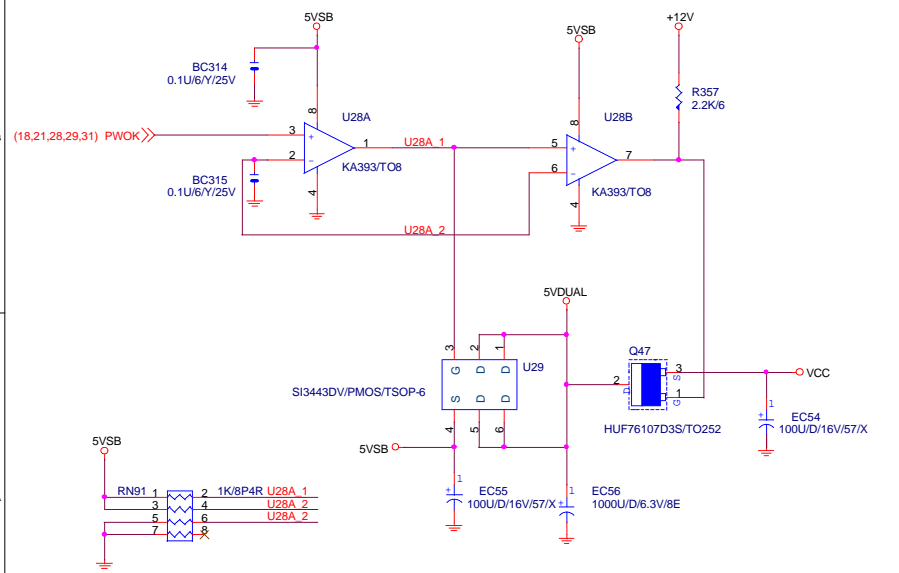 5VSB
+12V
5VSB
BC314
0.1U/6/Y/25V
R357
2.2K/6
8
U28A
8
U28B
(18,21,28,29,31) PWOK
3
+
1
U28A_1
5
+
7
2
-
KA393/TO8
6
-
KA393/TO8
BC315
0.1U/6/Y/25V
4
4
U28A_2
5VDUAL
3
2
1
U29
Q47
G
D
D
2
D
3
S
VCC
SI3443DV/PMOS/TSOP-6
S
D
D
1
G
1
+
EC54
100U/D/16V/57/X
HUF76107D3S/TO252
4
5
6
5VSB
5VSB
1
+
EC55
100U/D/16V/57/X
1
+
EC56
1000U/D/6.3V/8E
RN91
1
2
1K/8P4R
U28A_1
3
4
U28A_2
5
6
U28A_2
7
8